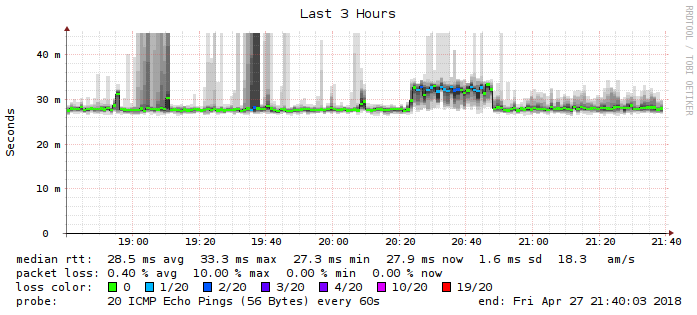 Last 3 Hours
RRDTOOL / TOBI OETIKER
Seconds
40 m
30 m
20 m
10 m
0
19:00 19:20 19:40 20:00 20:20 20:40 21:00 21:20 21:40
median rtt: 28.5 ms avg 33.3 ms max 27.3 ms min 27.9 ms now 1.6 ms sd 18.3 am/s
packet loss: 0.40 % avg 10.00 % max 0.00 % min 0.00 % now
loss color: 0 1/20 2/20 3/20 4/20 10/20 19/20
probe: 20 ICMP Echo Pings (56 Bytes) every 60s end: Fri Apr 27 21:40:03 2018